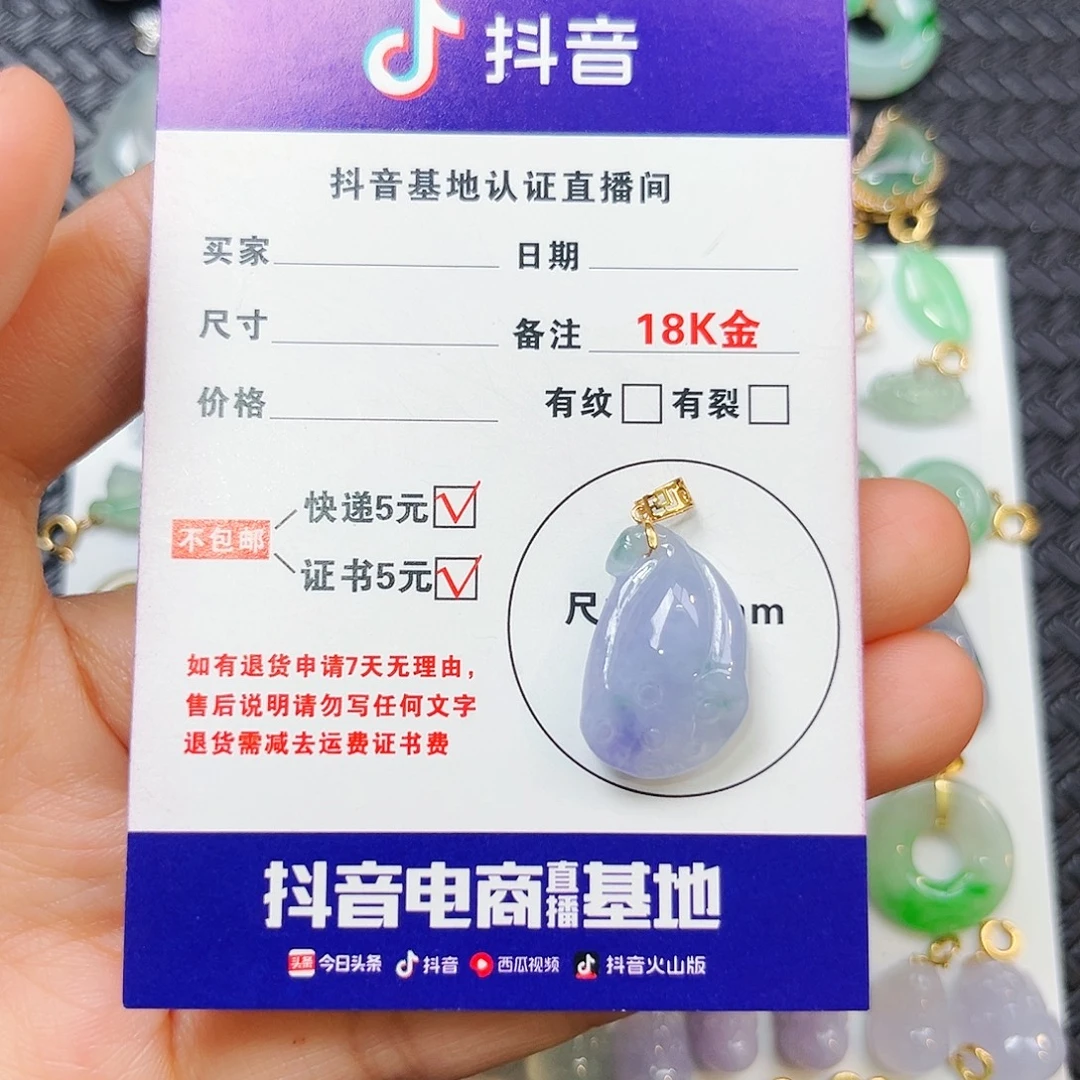 抖音
抖音基地认证直播间
买家 日期
尺寸 备注 18K金
价格 有纹 有裂
不包邮
快递5元
证书5元
尺 mm
如有退货申请7天无理由，
售后说明请勿写任何文字
退货需减去运费证书费
抖音电商直播基地
头条 今日头条 抖音 西瓜视频 抖音火山版